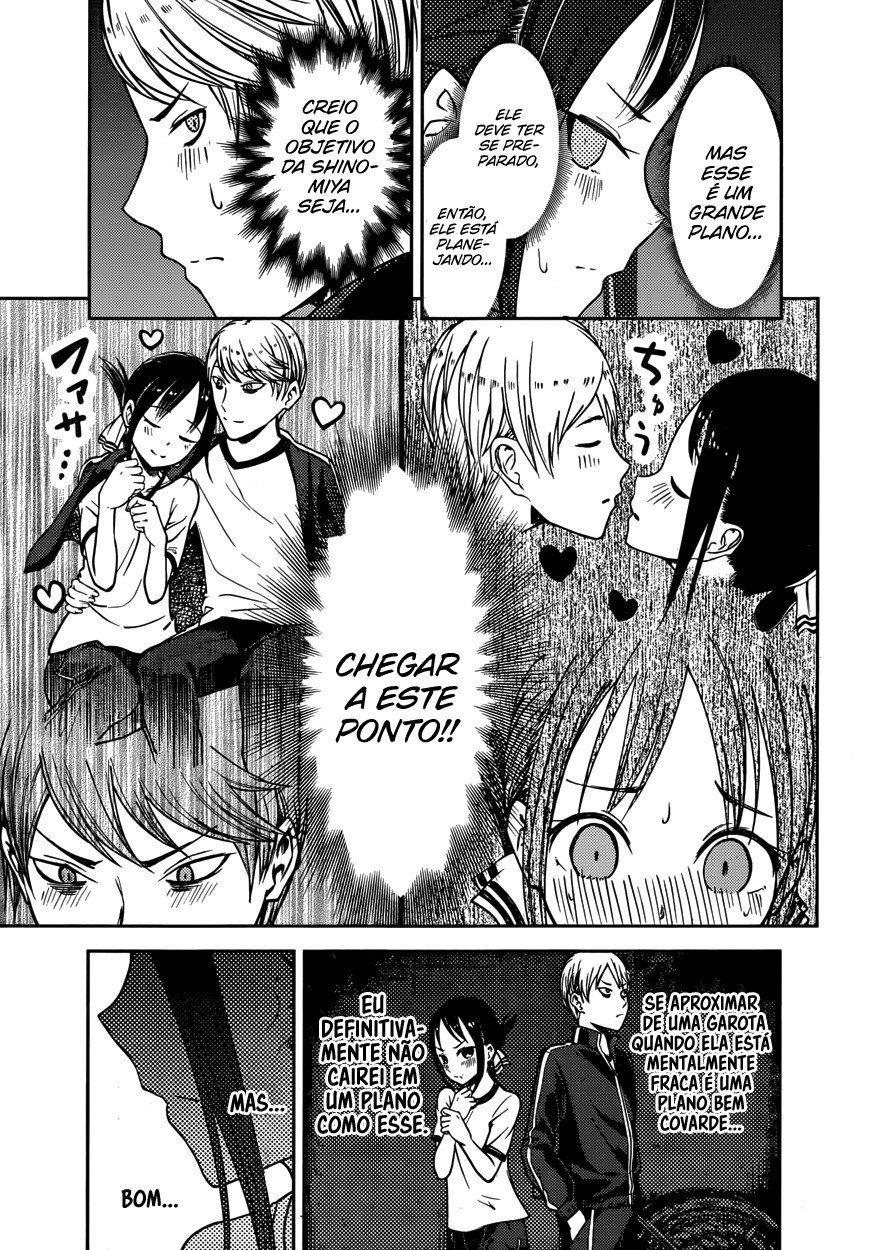 MAS
ESSE
É UM
GRANDE
PLANO...
ELE
DEVE TER
SE PRE-
PARADO,
ENTÃO,
ELE ESTÁ
PLANE-
JANDO...
CREIO
QUE O
OBJETIVO
DA SHINO-
MIYA
SEJA...
ちゅう
ファサ…
CHEGAR
A ESTE
PONTO!!
SE APROXIMAR
DE UMA GAROTA
QUANDO ELA ESTÁ
MENTALMENTE
FRACA É UMA
PLANO BEM
COVARDE...
EU
DEFINITIVA-
MENTE NÃO
CAIREI EM
UM PLANO
COMO ESSE.
MAS...
BOM...